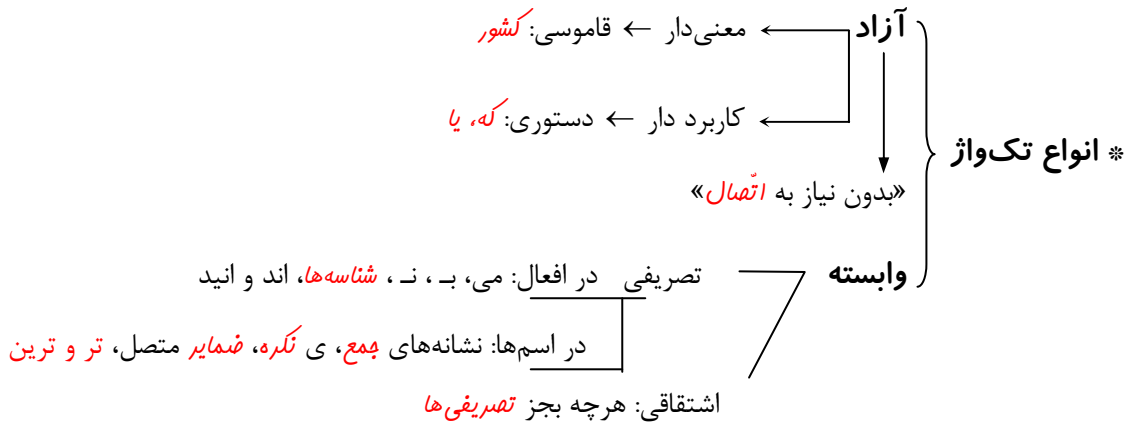 آزاد ← معنی‌دار ← قاموسی: کشور
کاربرد دار ← دستوری: که، یا
* انواع تک‌واژ
«بدون نیاز به اتّصال»
وابسته تصریفی در افعال: می، بـ ، نـ ، شناسه‌ها، اند و انید
در اسم‌ها: نشانه‌های جمع، ی نکره، ضمایر متصل، تر و ترین
اشتقاقی: هرچه بجز تصریفی‌ها